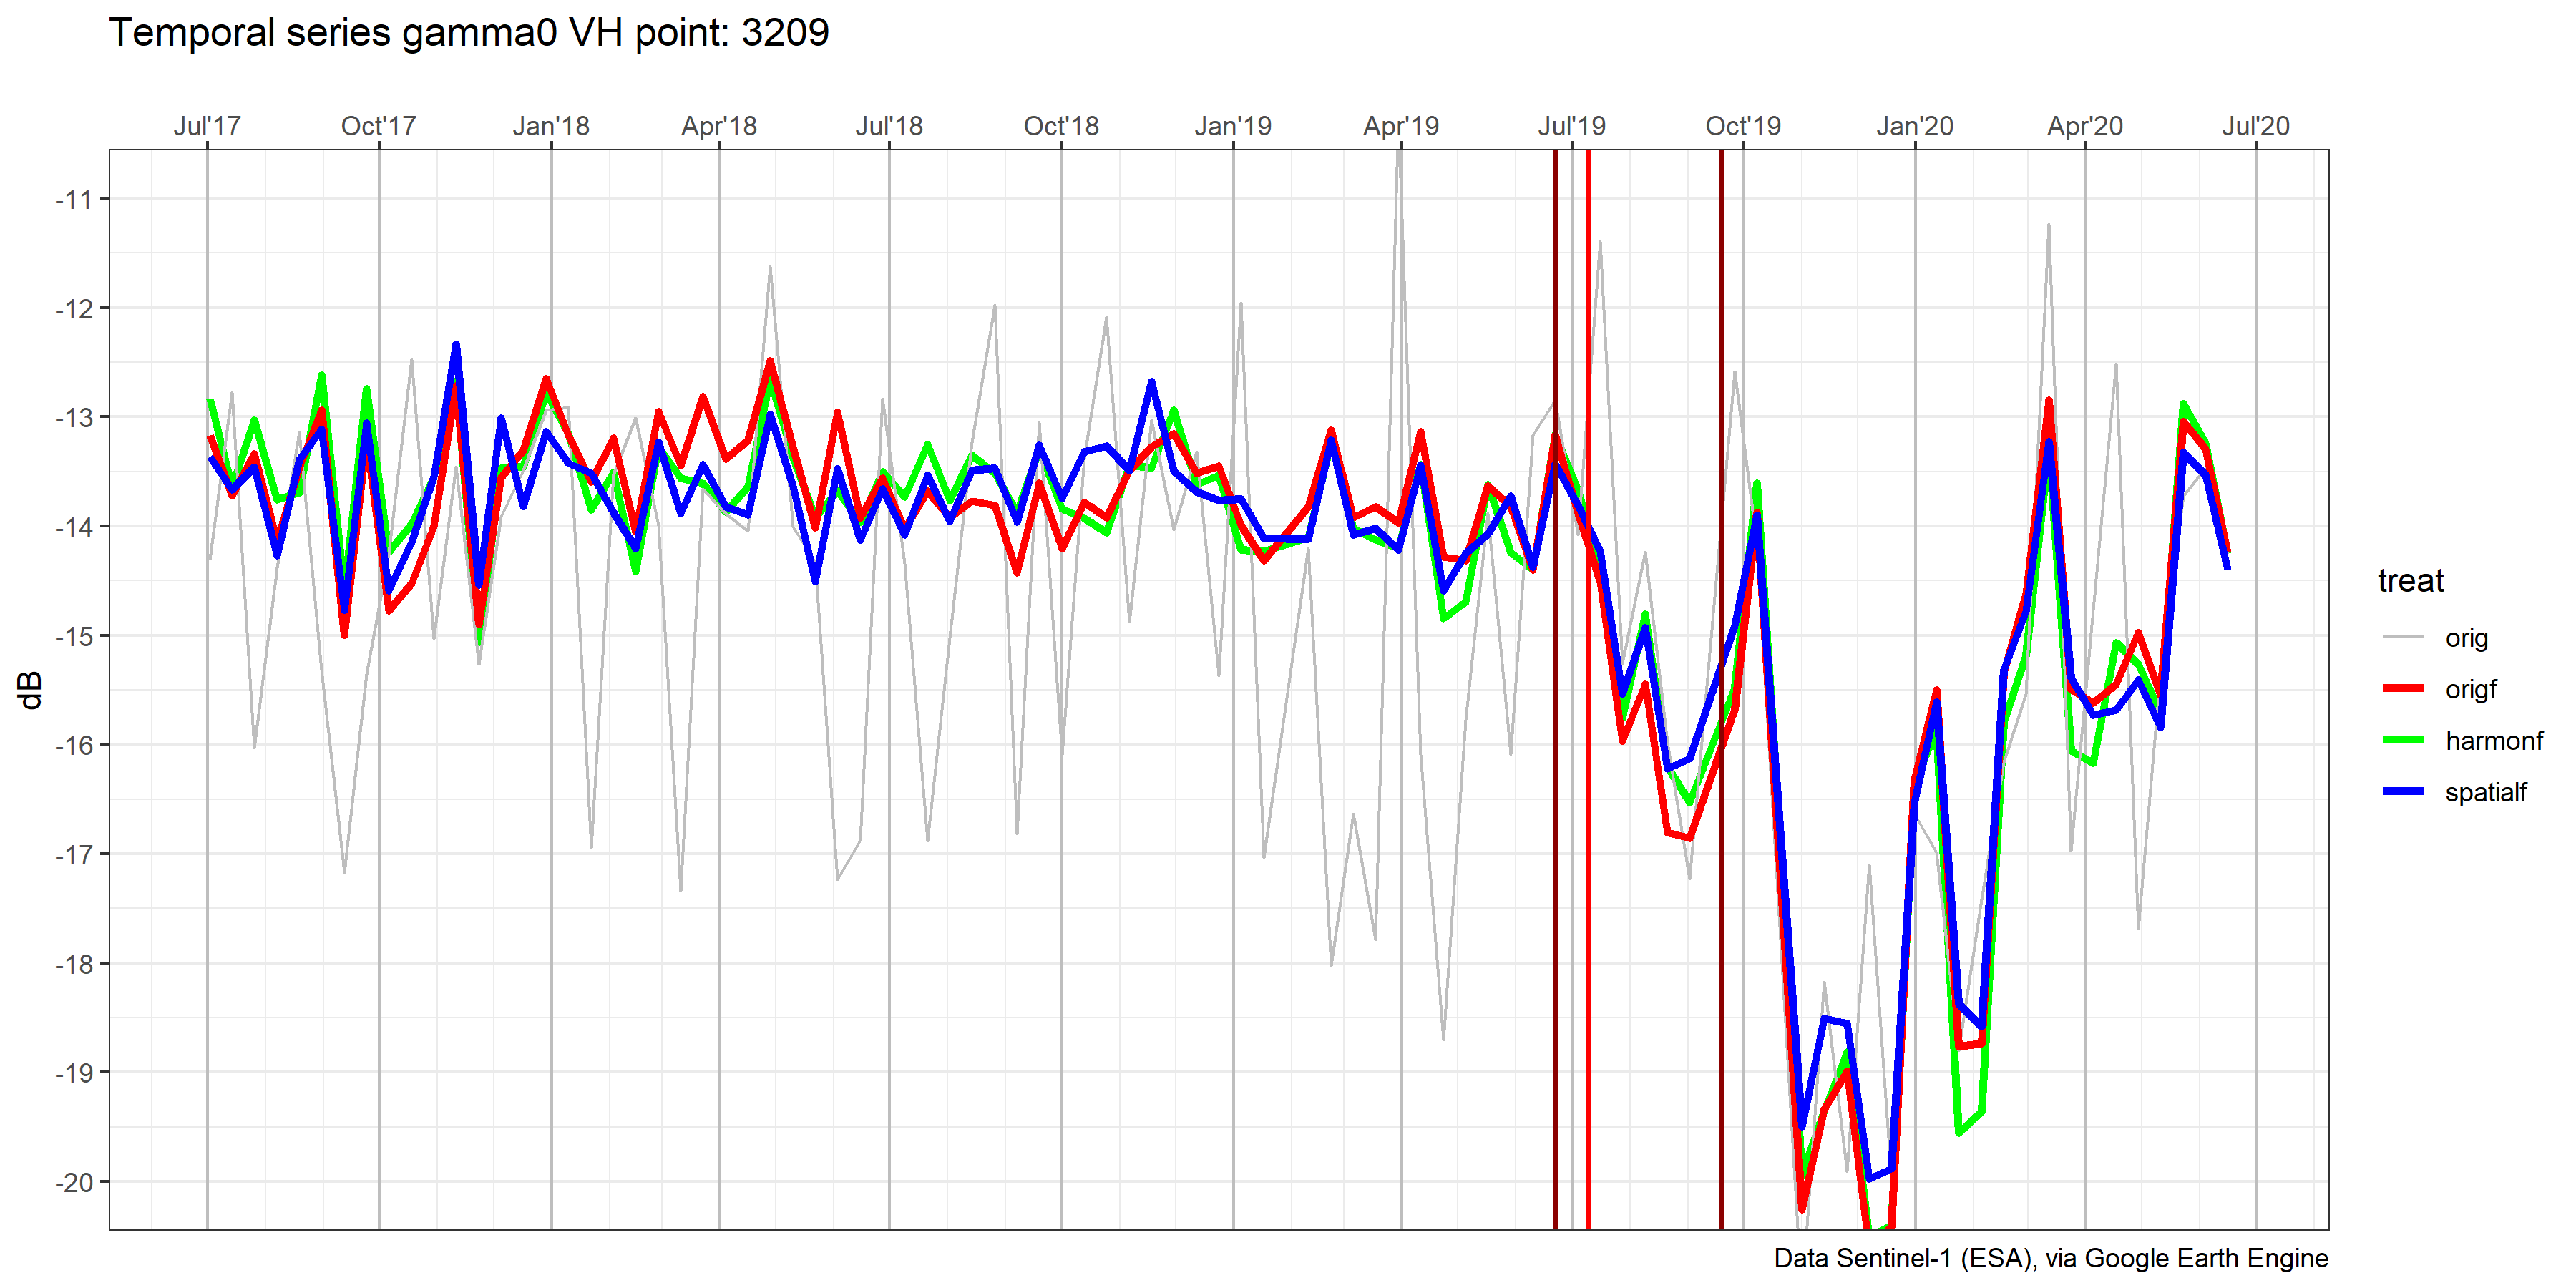 Temporal series gamma0 VH point: 3209
Jul'17 Oct'17 Jan'18 Apr'18 Jul'18 Oct'18 Jan'19 Apr'19 Jul'19 Oct'19 Jan'20 Apr'20 Jul'20
-11
-12
-13
-14
-15
-16
-17
-18
-19
-20
dB
treat
orig
origf
harmonf
spatialf
Data Sentinel-1 (ESA), via Google Earth Engine